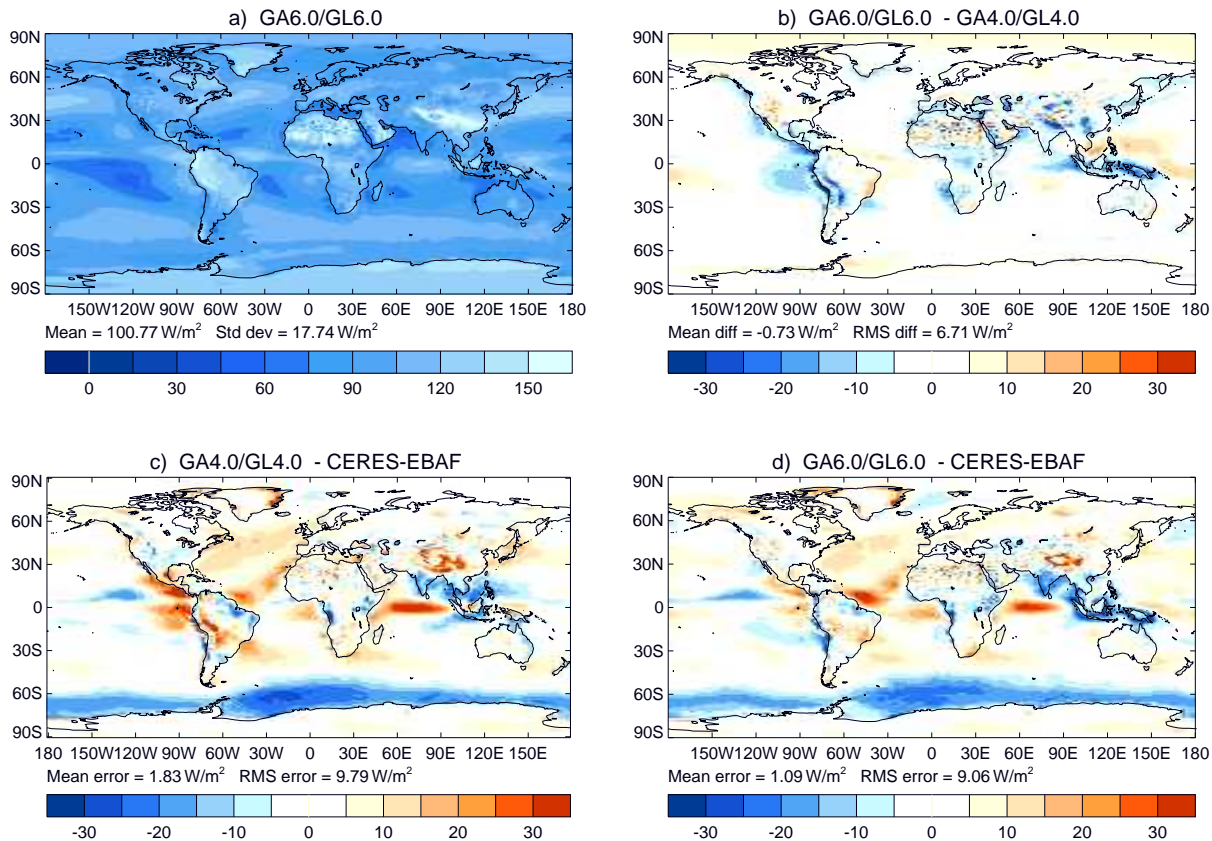 a) GA6.0/GL6.0
90N
60N
30N
0
30S
60S
90S
150W120W 90W 60W 30W 0 30E 60E 90E 120E 150E 180
Mean = 100.77 W/m² Std dev = 17.74 W/m²
0 30 60 90 120 150
b) GA6.0/GL6.0 - GA4.0/GL4.0
90N
60N
30N
0
30S
60S
90S
150W120W 90W 60W 30W 0 30E 60E 90E 120E 150E 180
Mean diff = -0.73 W/m² RMS diff = 6.71 W/m²
-30 -20 -10 0 10 20 30
c) GA4.0/GL4.0 - CERES-EBAF
90N
60N
30N
0
30S
60S
90S
180 150W 120W 90W 60W 30W 0 30E 60E 90E 120E 150E
Mean error = 1.83 W/m² RMS error = 9.79 W/m²
-30 -20 -10 0 10 20 30
d) GA6.0/GL6.0 - CERES-EBAF
90N
60N
30N
0
30S
60S
90S
150W120W 90W 60W 30W 0 30E 60E 90E 120E 150E 180
Mean error = 1.09 W/m² RMS error = 9.06 W/m²
-30 -20 -10 0 10 20 30